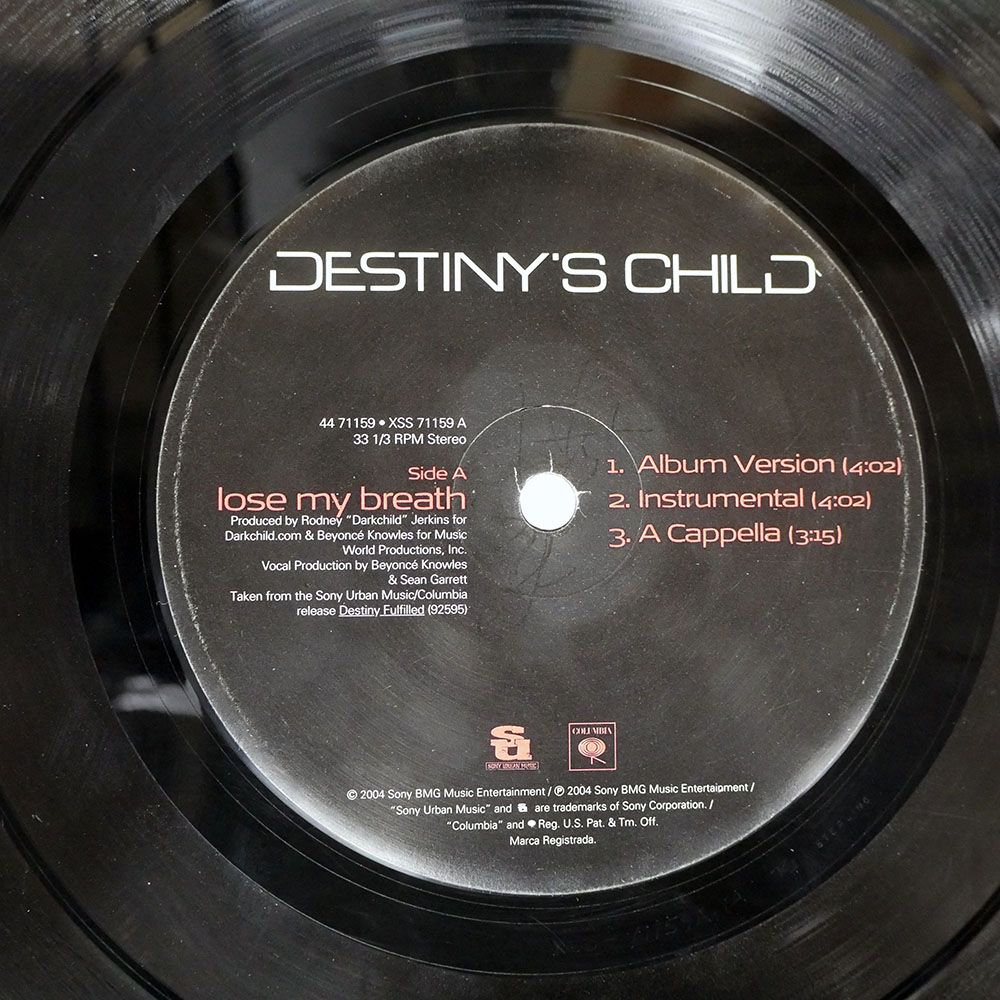 DESTINY'S CHILD
44 71159 • XSS 71159 A
33 1/3 RPM Stereo
Side A
lose my breath
Produced by Rodney "Darkchild" Jerkins for
Darkchild.com & Beyoncé Knowles for Music
World Productions, Inc.
Vocal Production by Beyoncé Knowles
& Sean Garrett
Taken from the Sony Urban Music/Columbia
release Destiny Fulfilled (92595)
1. Album Version (4:02)
2. Instrumental (4:02)
3. A Cappella (3:15)
su
SONY URBAN MUSIC
COLUMBIA
© 2004 Sony BMG Music Entertainment / ℗ 2004 Sony BMG Music Entertainment /
"Sony Urban Music" and su are trademarks of Sony Corporation. /
"Columbia" and Reg. U.S. Pat. & Tm. Off.
Marca Registrada.